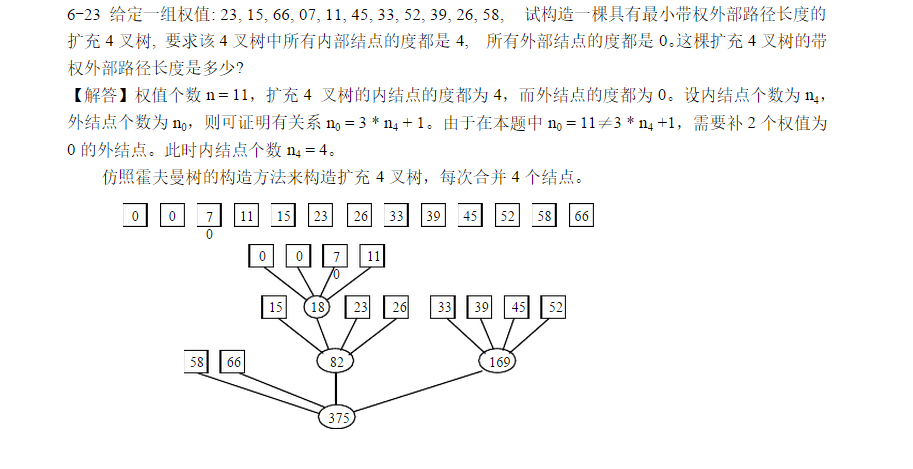 6-23 给定一组权值: 23, 15, 66, 07, 11, 45, 33, 52, 39, 26, 58, 试构造一棵具有最小带权外部路径长度的
扩充 4 叉树, 要求该 4 叉树中所有内部结点的度都是 4, 所有外部结点的度都是 0。这棵扩充 4 叉树的带
权外部路径长度是多少?
【解答】权值个数 n = 11，扩充 4 叉树的内结点的度都为 4，而外结点的度都为 0。设内结点个数为 n4，
外结点个数为 n0，则可证明有关系 n0 = 3 * n4 + 1。由于在本题中 n0 = 11≠3 * n4 +1，需要补 2 个权值为
0 的外结点。此时内结点个数 n4 = 4。
仿照霍夫曼树的构造方法来构造扩充 4 叉树，每次合并 4 个结点。
0 0 7 11 15 23 26 33 39 45 52 58 66
0
0 0 7 11
0
15 18 23 26 33 39 45 52
58 66 82 169
375